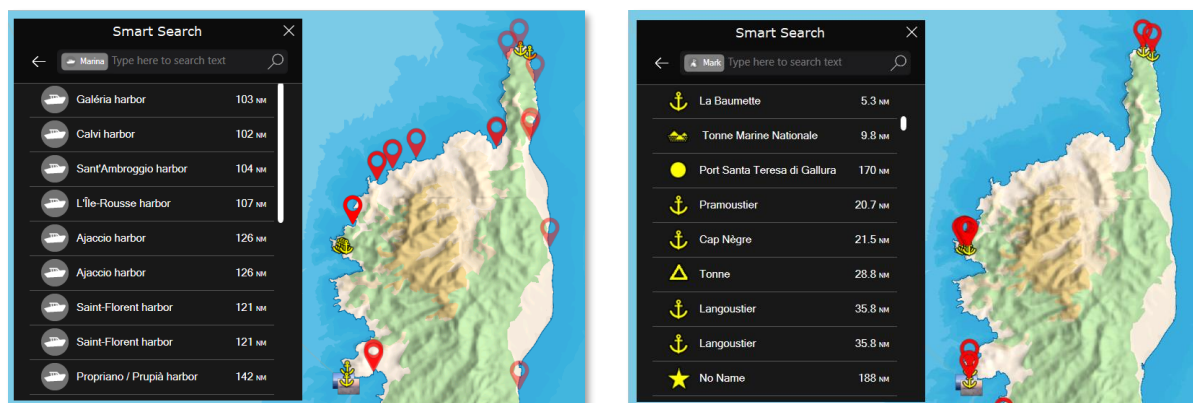 Smart Search
Marina Type here to search text
Galéria harbor 103 NM
Calvi harbor 102 NM
Sant'Ambroggio harbor 104 NM
L'Île-Rousse harbor 107 NM
Ajaccio harbor 126 NM
Ajaccio harbor 126 NM
Saint-Florent harbor 121 NM
Saint-Florent harbor 121 NM
Propriano / Prupià harbor 142 NM
Smart Search
Mark Type here to search text
La Baumette 5.3 NM
Tonne Marine Nationale 9.8 NM
Port Santa Teresa di Gallura 170 NM
Pramoustier 20.7 NM
Cap Nègre 21.5 NM
Tonne 28.8 NM
Langoustier 35.8 NM
Langoustier 35.8 NM
No Name 188 NM